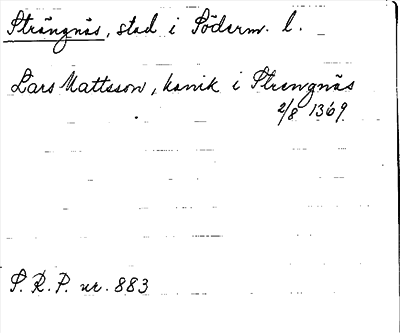 Strängnäs, stad i Söderm. l.
Lars Mattsson, kanik i Strengnäs
2/8 1369.
S.R.P. nr. 883